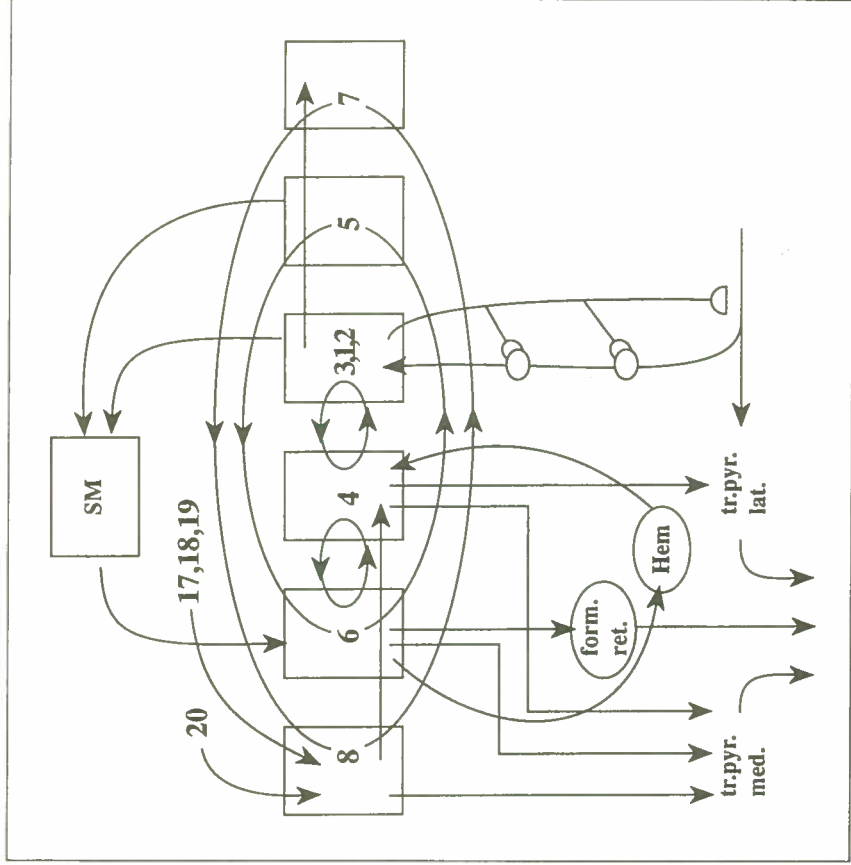 SM
17,18,19
20
8
6
4
3,1,2
5
7
form.
ret.
Hem
tr.pyr.
med.
tr.pyr.
lat.